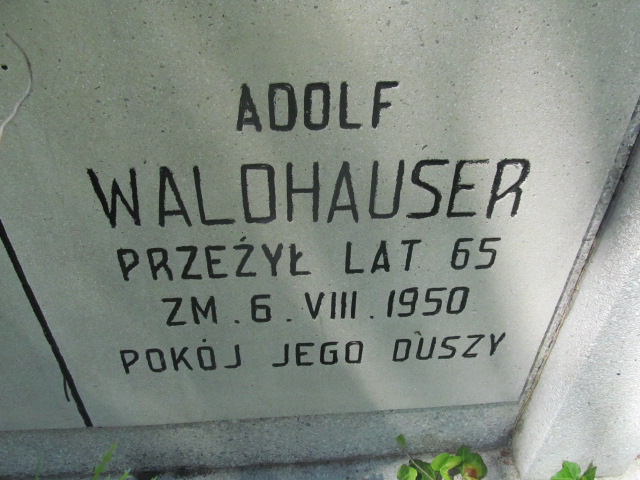 ADOLF
WALDHAUSER
PRZEŻYŁ LAT 65
ZM. 6. VIII. 1950
POKÓJ JEGO DUSZY